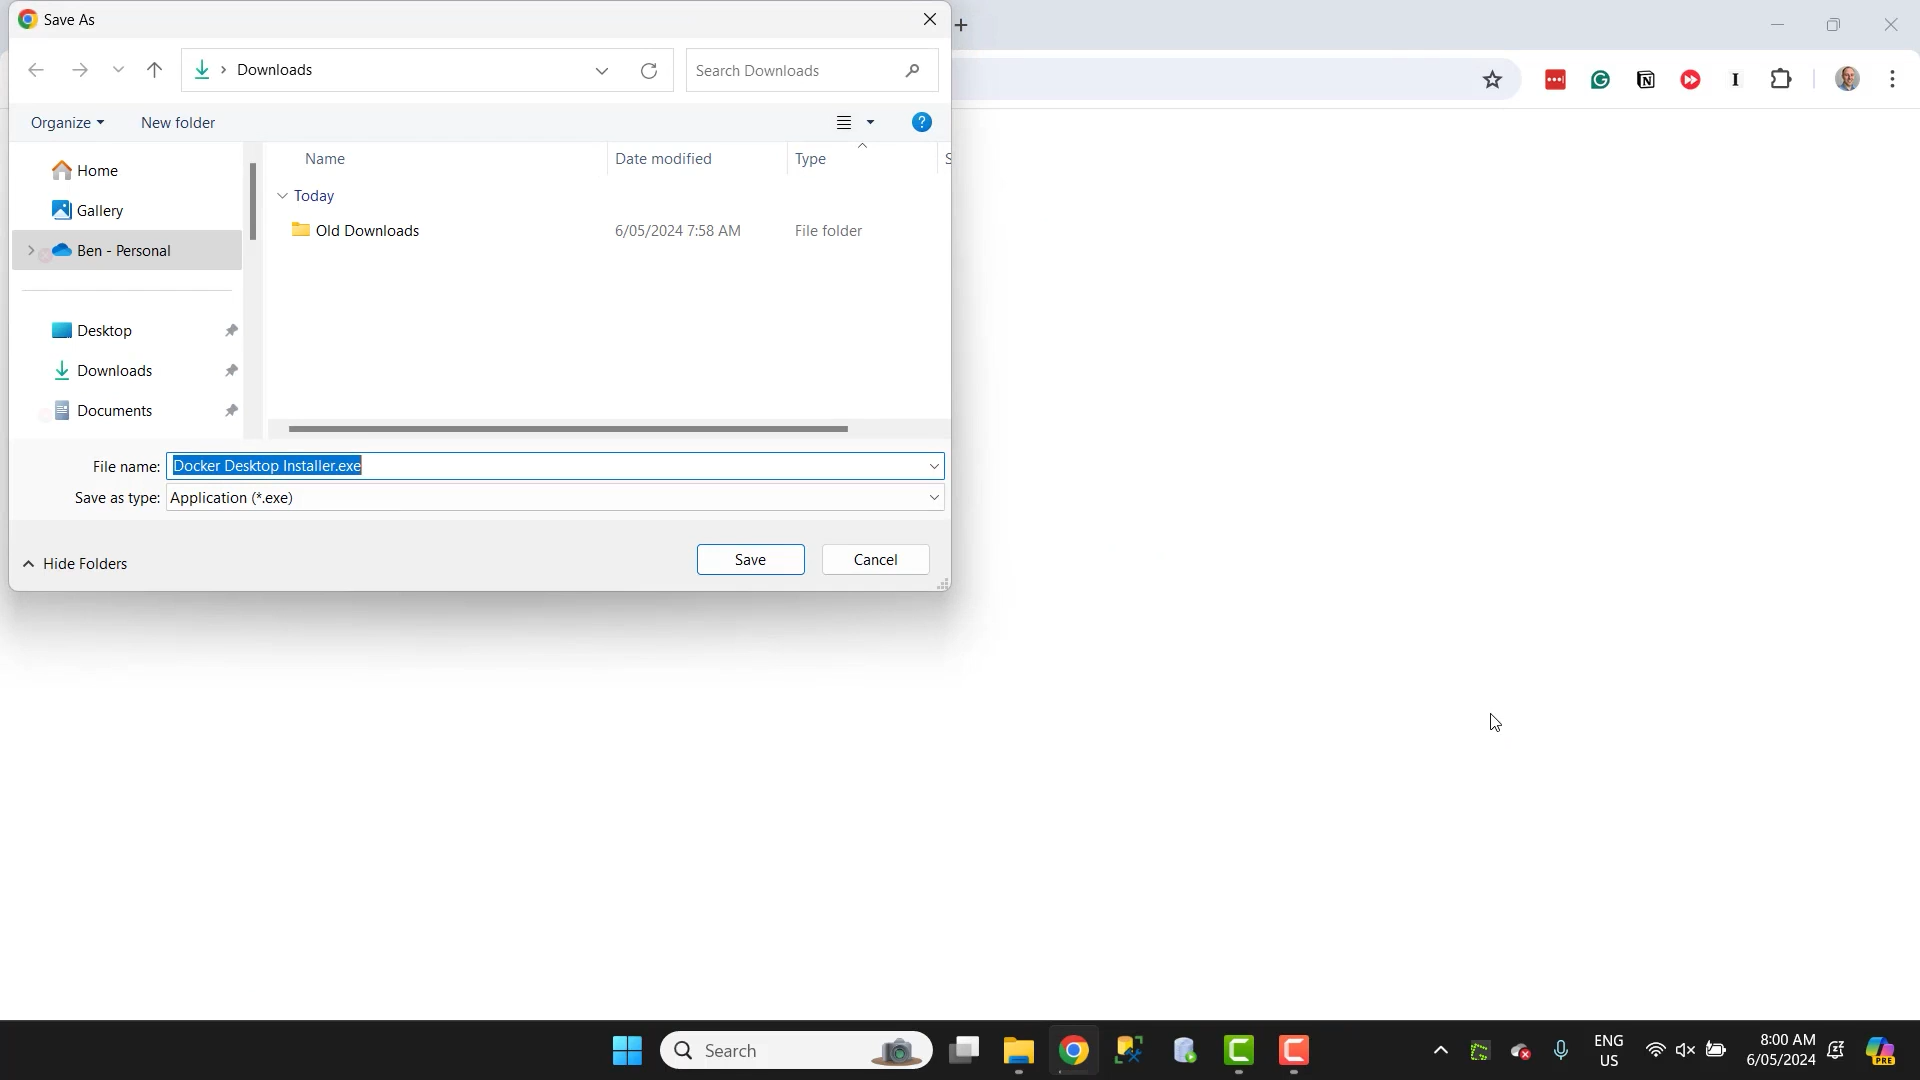 Save As
Downloads
Search Downloads
Organize
New folder
Name
Date modified
Type
S
Home
Gallery
Ben - Personal
Desktop
Downloads
Documents
Today
Old Downloads
6/05/2024 7:58 AM
File folder
File name:
Docker Desktop Installer.exe
Save as type:
Application (*.exe)
Hide Folders
Save
Cancel
Search
ENG
US
8:00 AM
6/05/2024
PRE